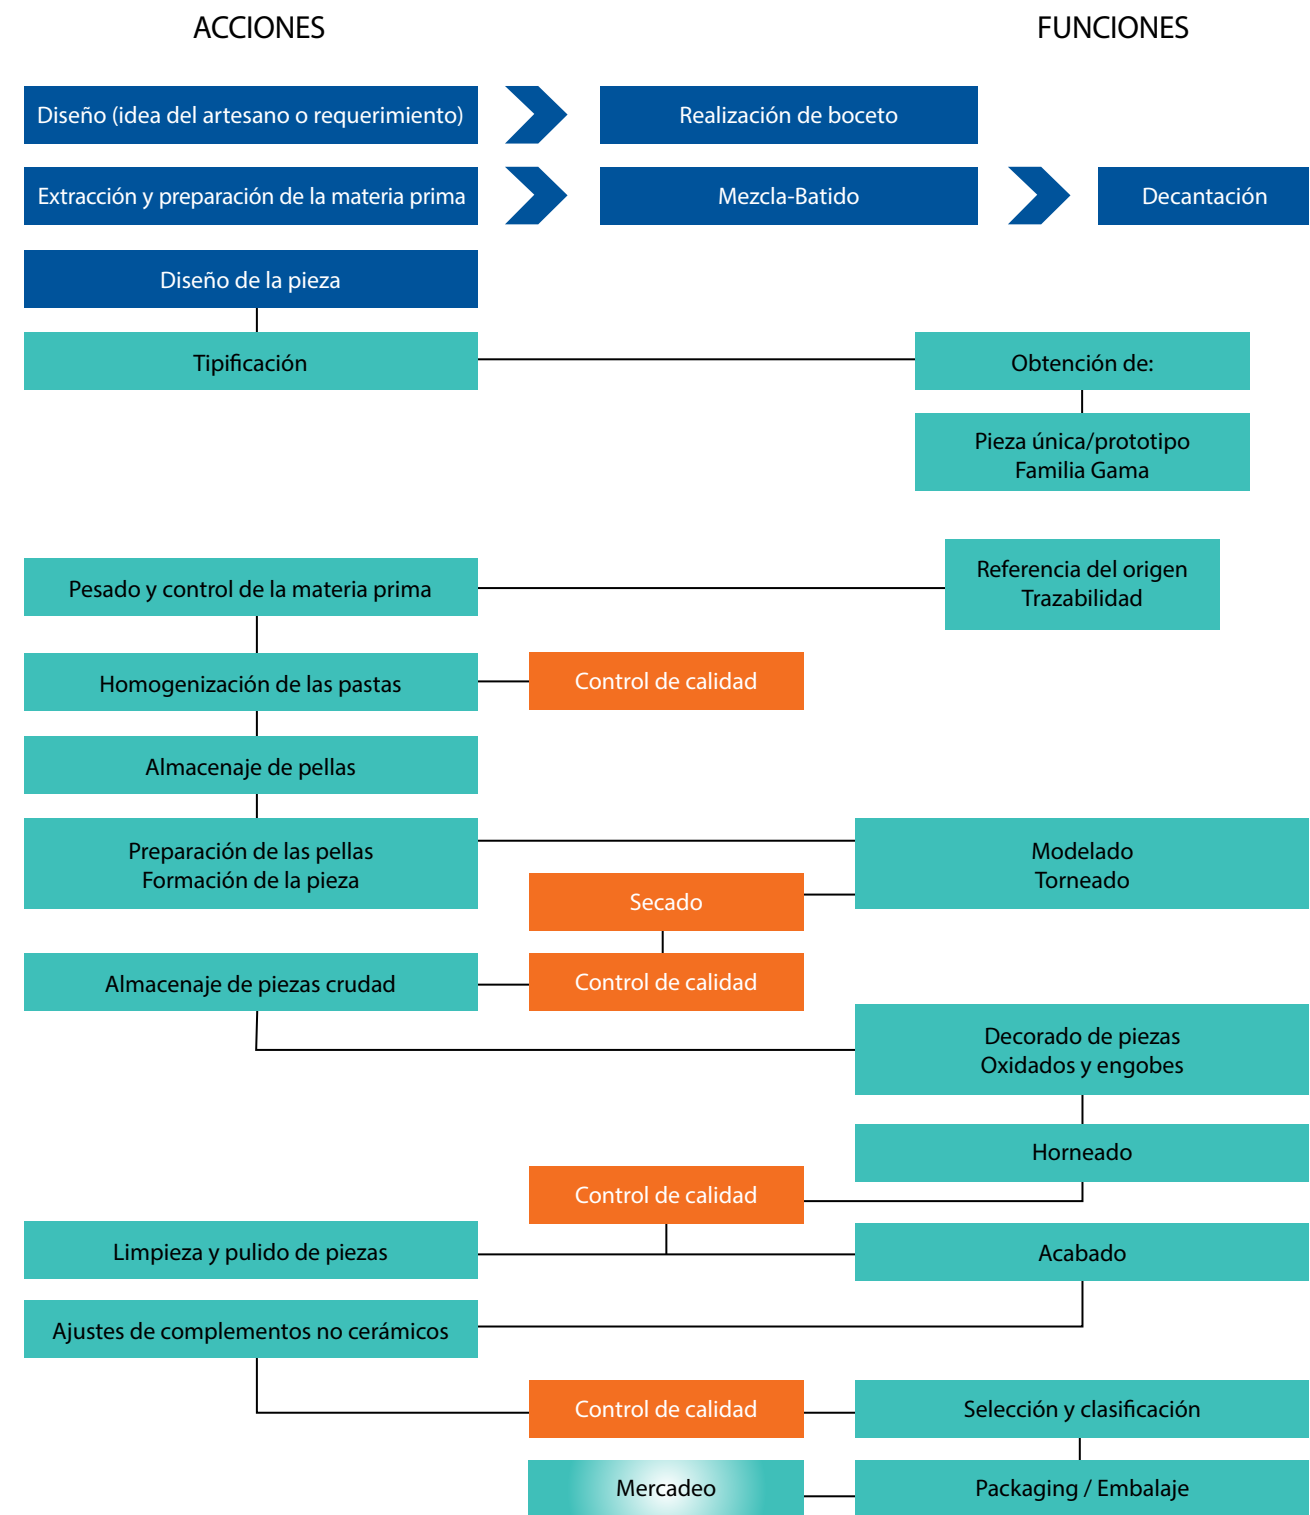 ACCIONES
FUNCIONES
Diseño (idea del artesano o requerimiento)
Realización de boceto
Extracción y preparación de la materia prima
Mezcla-Batido
Decantación
Diseño de la pieza
Tipificación
Obtención de:
Pieza única/prototipo
Familia Gama
Referencia del origen
Trazabilidad
Pesado y control de la materia prima
Homogenización de las pastas
Control de calidad
Almacenaje de pellas
Preparación de las pellas
Formación de la pieza
Modelado
Torneado
Secado
Almacenaje de piezas crudad
Control de calidad
Decorado de piezas
Oxidados y engobes
Horneado
Control de calidad
Limpieza y pulido de piezas
Acabado
Ajustes de complementos no cerámicos
Control de calidad
Selección y clasificación
Mercadeo
Packaging / Embalaje